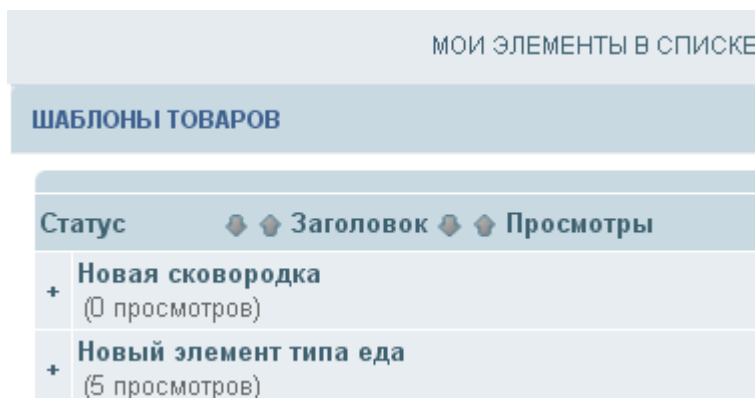 МОИ ЭЛЕМЕНТЫ В СПИСКЕ
ШАБЛОНЫ ТОВАРОВ
Статус Заголовок Просмотры
+ Новая сковородка
(0 просмотров)
+ Новый элемент типа еда
(5 просмотров)